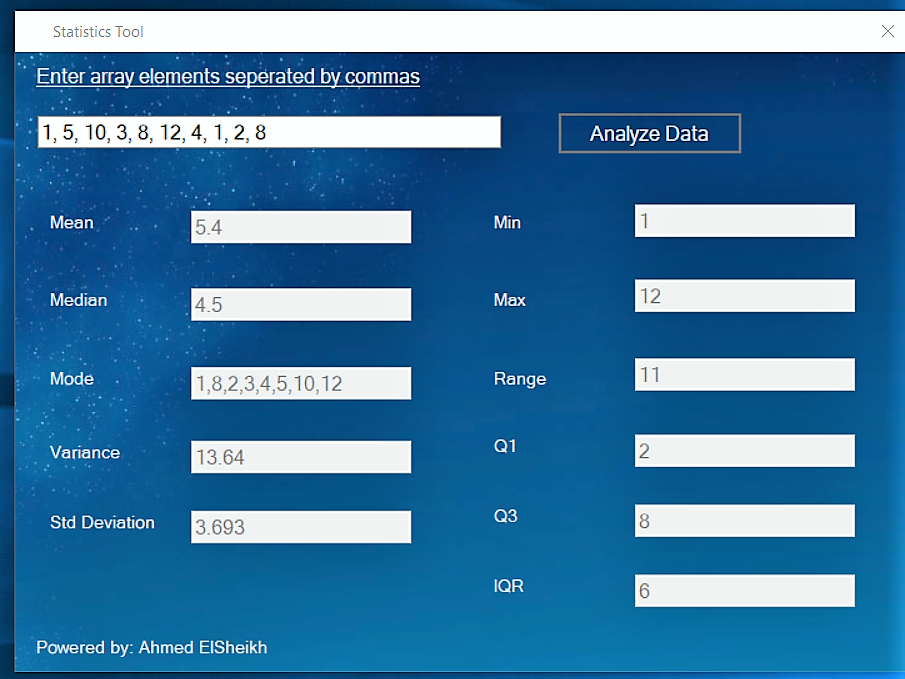 Statistics Tool
Enter array elements seperated by commas
1, 5, 10, 3, 8, 12, 4, 1, 2, 8
Analyze Data
Mean
5.4
Min
1
Median
4.5
Max
12
Mode
1,8,2,3,4,5,10,12
Range
11
Variance
13.64
Q1
2
Std Deviation
3.693
Q3
8
IQR
6
Powered by: Ahmed ElSheikh